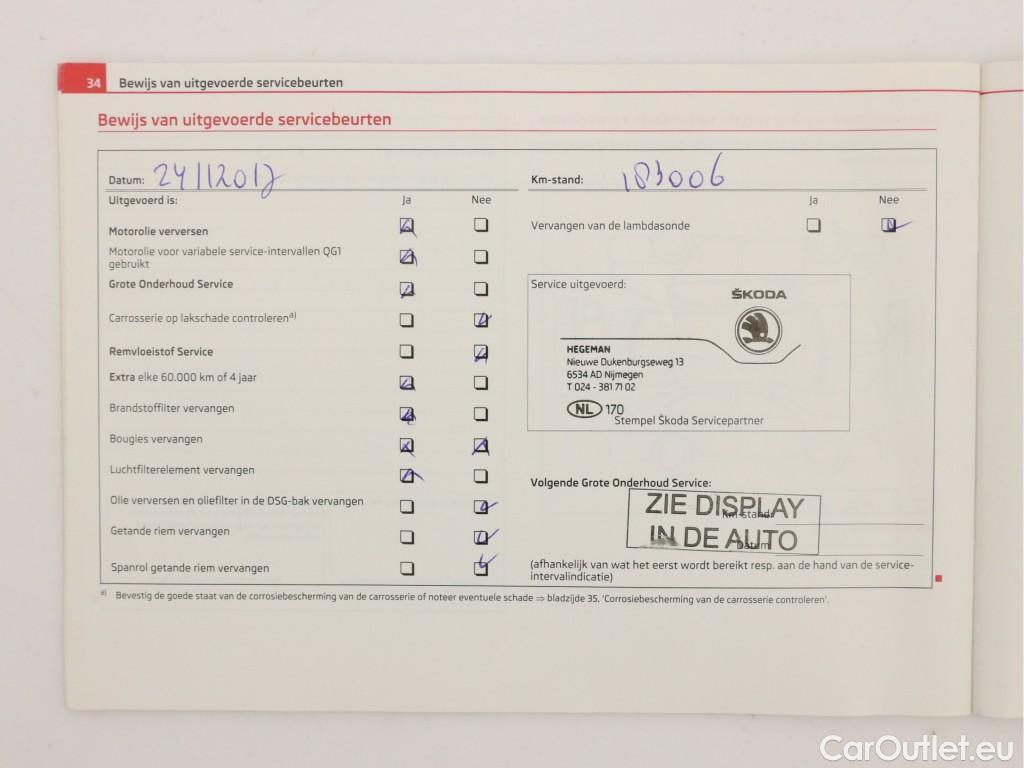 34 Bewijs van uitgevoerde servicebeurten
Bewijs van uitgevoerde servicebeurten
Datum: 24/1 2017
Km-stand: 183006
Uitgevoerd is: Ja Nee
Ja Nee
Motorolie verversen
Vervangen van de lambdasonde
Motorolie voor variabele service-intervallen QG1
gebruikt
Grote Onderhoud Service
Carrosserie op lakschade controleren a)
Remvloeistof Service
Extra elke 60.000 km of 4 jaar
Brandstoffilter vervangen
Bougies vervangen
Luchtfilterelement vervangen
Olie verversen en oliefilter in de DSG-bak vervangen
Getande riem vervangen
Spanrol getande riem vervangen
Service uitgevoerd:
ŠKODA
HEGEMAN
Nieuwe Dukenburgseweg 13
6534 AD Nijmegen
T 024 - 381 71 02
NL 170
Stempel Škoda Servicepartner
Volgende Grote Onderhoud Service:
ZIE DISPLAY
Km-stand:
IN DE AUTO
Datum:
(afhankelijk van wat het eerst wordt bereikt resp. aan de hand van de service-
intervalindicatie)
a) Bevestig de goede staat van de corrosiebescherming van de carrosserie of noteer eventuele schade ⇒ bladzijde 35, 'Corrosiebescherming van de carrosserie controleren'.
CarOutlet.eu